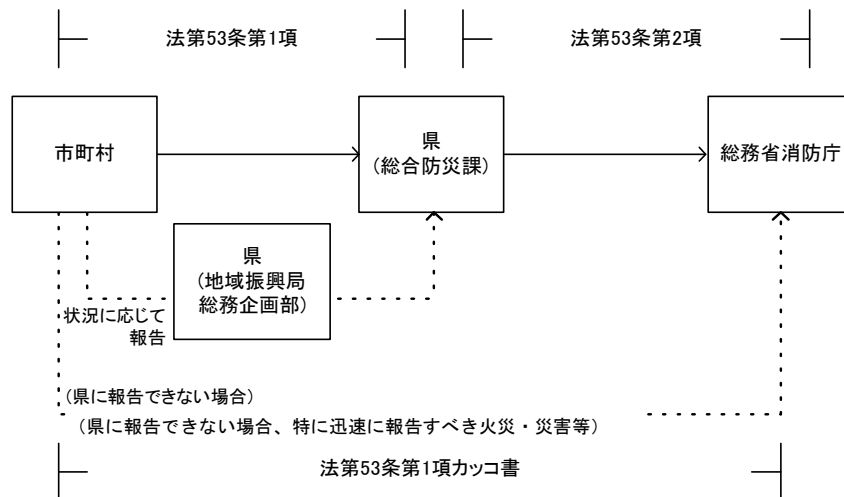 法第53条第1項
法第53条第2項
市町村
県
(総合防災課)
総務省消防庁
県
(地域振興局
総務企画部)
状況に応じて
報告
(県に報告できない場合)
(県に報告できない場合、特に迅速に報告すべき火災・災害等)
法第53条第1項カッコ書